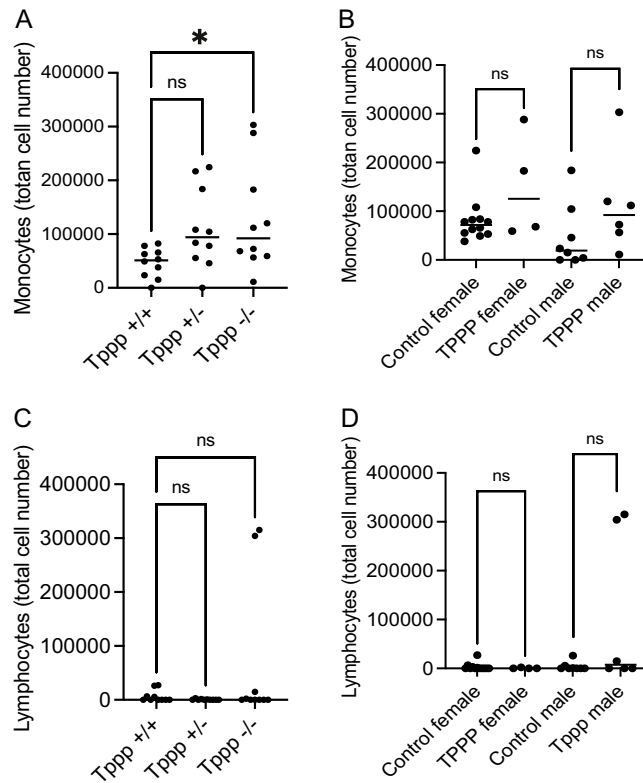 A
Monocytes (totan cell number)
400000
300000
200000
100000
0
*
ns
Tppp +/+
Tppp +/-
Tppp -/-
B
Monocytes (totan cell number)
400000
300000
200000
100000
0
ns
ns
Control female
TPPP female
Control male
TPPP male
C
Lymphocytes (total cell number)
400000
300000
200000
100000
0
ns
ns
Tppp +/+
Tppp +/-
Tppp -/-
D
Lymphocytes (total cell number)
400000
300000
200000
100000
0
ns
ns
Control female
TPPP female
Control male
Tppp male